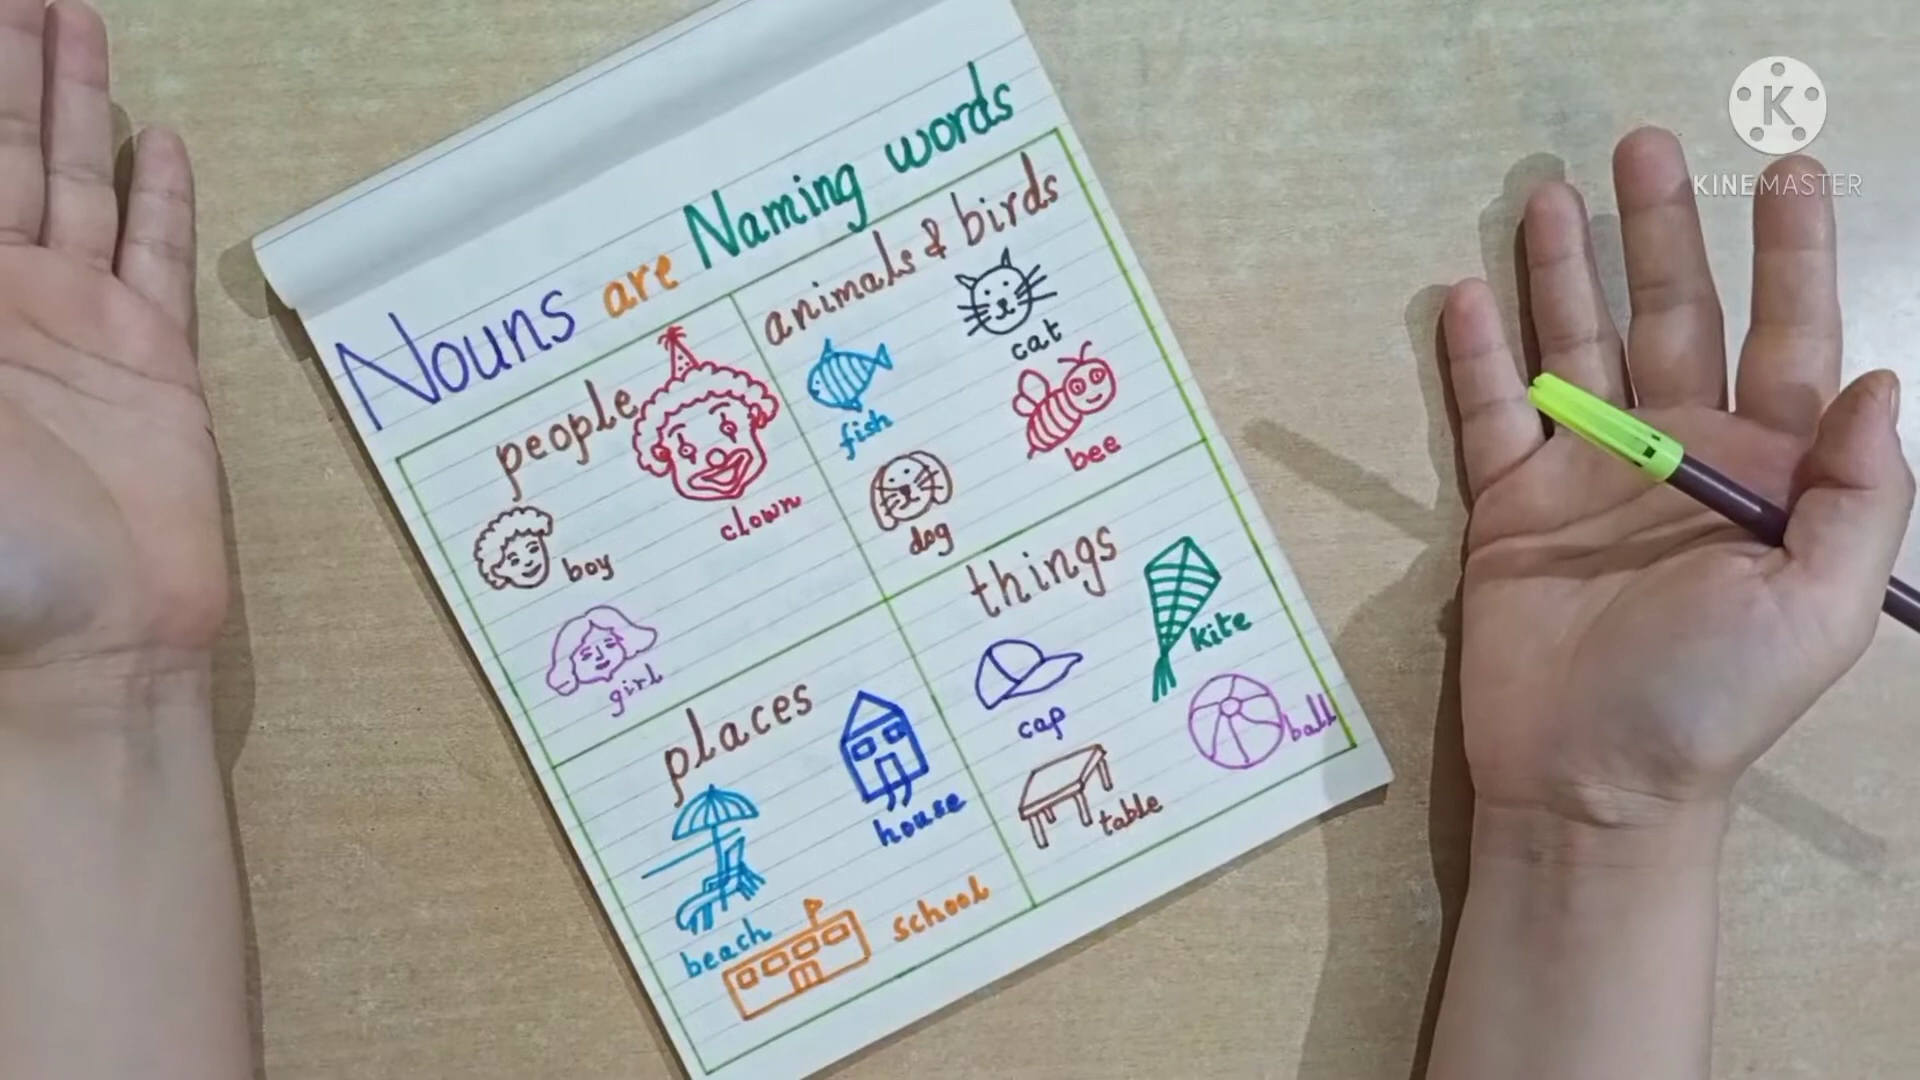 Nouns are Naming words
people
clown
boy
girl
animals & birds
cat
fish
bee
dog
places
house
beach
school
things
kite
cap
ball
table
K
KINEMASTER